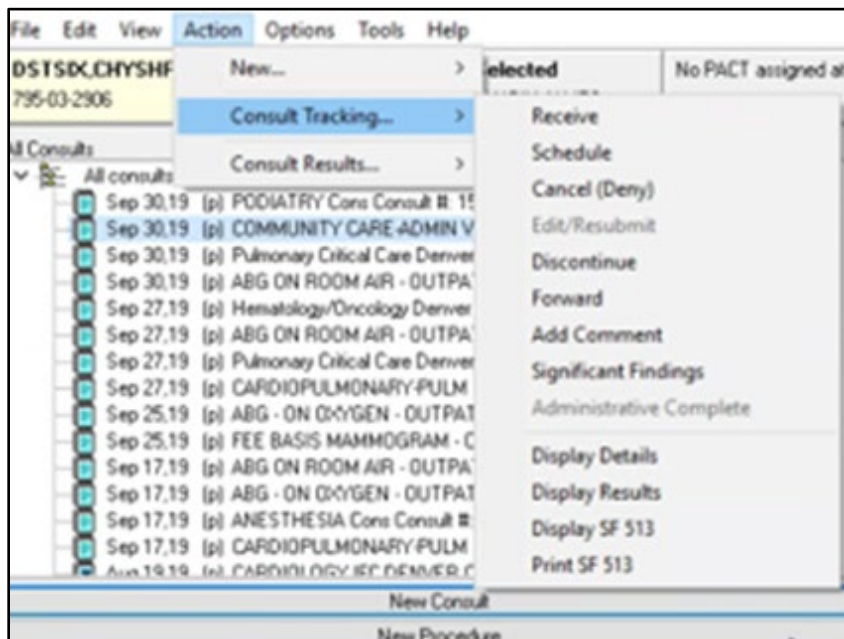 File Edit View Action Options Tools Help
DSTSIX,CHYSHF
795-03-2906
elected
No PACT assigned at
New...
Consult Tracking...
Consult Results...
Receive
Schedule
Cancel (Deny)
Edit/Resubmit
Discontinue
Forward
Add Comment
Significant Findings
Administrative Complete
Display Details
Display Results
Display SF 513
Print SF 513
All Consults
All consults
Sep 30,19 (p) PODIATRY Cons Consult #: 15
Sep 30,19 (p) COMMUNITY CARE-ADMIN V
Sep 30,19 (p) Pulmonary Critical Care Denver
Sep 30,19 (p) ABG ON ROOM AIR - OUTPA
Sep 27,19 (p) Hematology/Oncology Denver
Sep 27,19 (p) ABG ON ROOM AIR - OUTPA
Sep 27,19 (p) Pulmonary Critical Care Denver
Sep 27,19 (p) CARDIOPULMONARY-PULM
Sep 25,19 (p) ABG - ON OXYGEN - OUTPAT
Sep 25,19 (p) FEE BASIS MAMMOGRAM - C
Sep 17,19 (p) ABG ON ROOM AIR - OUTPA
Sep 17,19 (p) ABG - ON OXYGEN - OUTPAT
Sep 17,19 (p) ANESTHESIA Cons Consult #:
Sep 17,19 (p) CARDIOPULMONARY-PULM
Aug 19,19 (p) CARDIOLOGY IFC DENVER C
New Consult
New Procedure